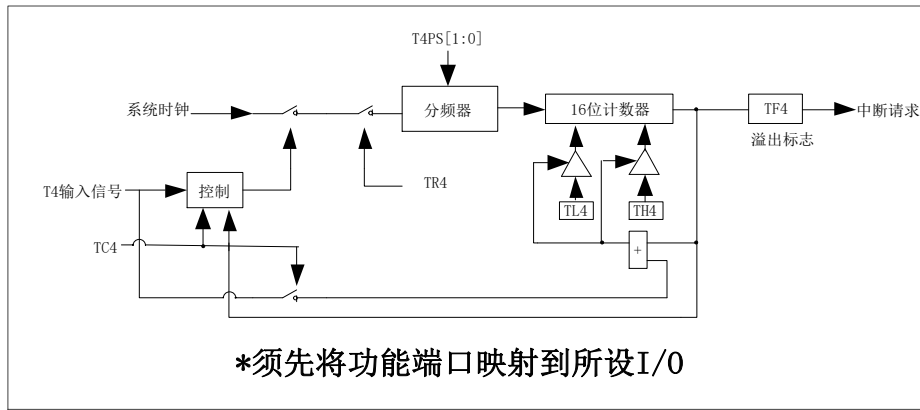 T4PS[1:0]
系统时钟
分频器
16位计数器
TF4
中断请求
溢出标志
T4输入信号
控制
TR4
TL4
TH4
TC4
+
*须先将功能端口映射到所设I/O